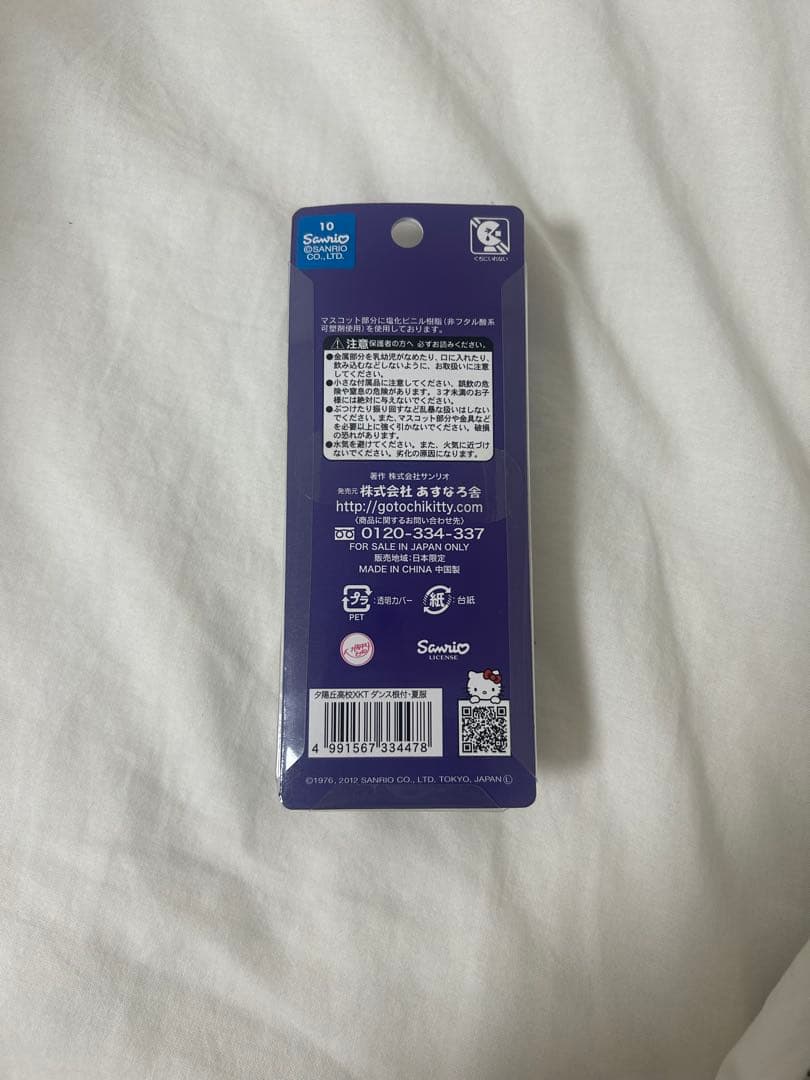 10
Sanrio
©SANRIO
CO., LTD.
くちにいれない
マスコット部分に塩化ビニル樹脂(非フタル酸系
可塑剤使用)を使用しております。
注意 保護者の方へ 必ずお読みください。
●金属部分を乳幼児がなめたり、口に入れたり、
飲み込むなどしないように、お取扱いに注意
してください。
●小さな付属品に注意してください。誤飲の危
険や窒息の危険があります。3才未満のお子
様には絶対に与えないでください。
●ぶつけたり振り回すなど乱暴な扱いはしない
でください。また、マスコット部分や金具など
を必要以上に強く引かないでください。破損
の恐れがあります。
●水気を避けてください。また、火気に近づけ
ないでください。劣化の原因になります。
著作 株式会社サンリオ
発売元 株式会社 あすなろ舎
http://gotochikitty.com
〈商品に関するお問い合わせ先〉
0120-334-337
FOR SALE IN JAPAN ONLY
販売地域:日本限定
MADE IN CHINA 中国製
プラ:透明カバー 紙:台紙
PET
Sanrio
LICENSE
夕陽丘高校XKT ダンス根付・夏服
4 991567 334478
©1976, 2012 SANRIO CO., LTD. TOKYO, JAPAN Ⓛ